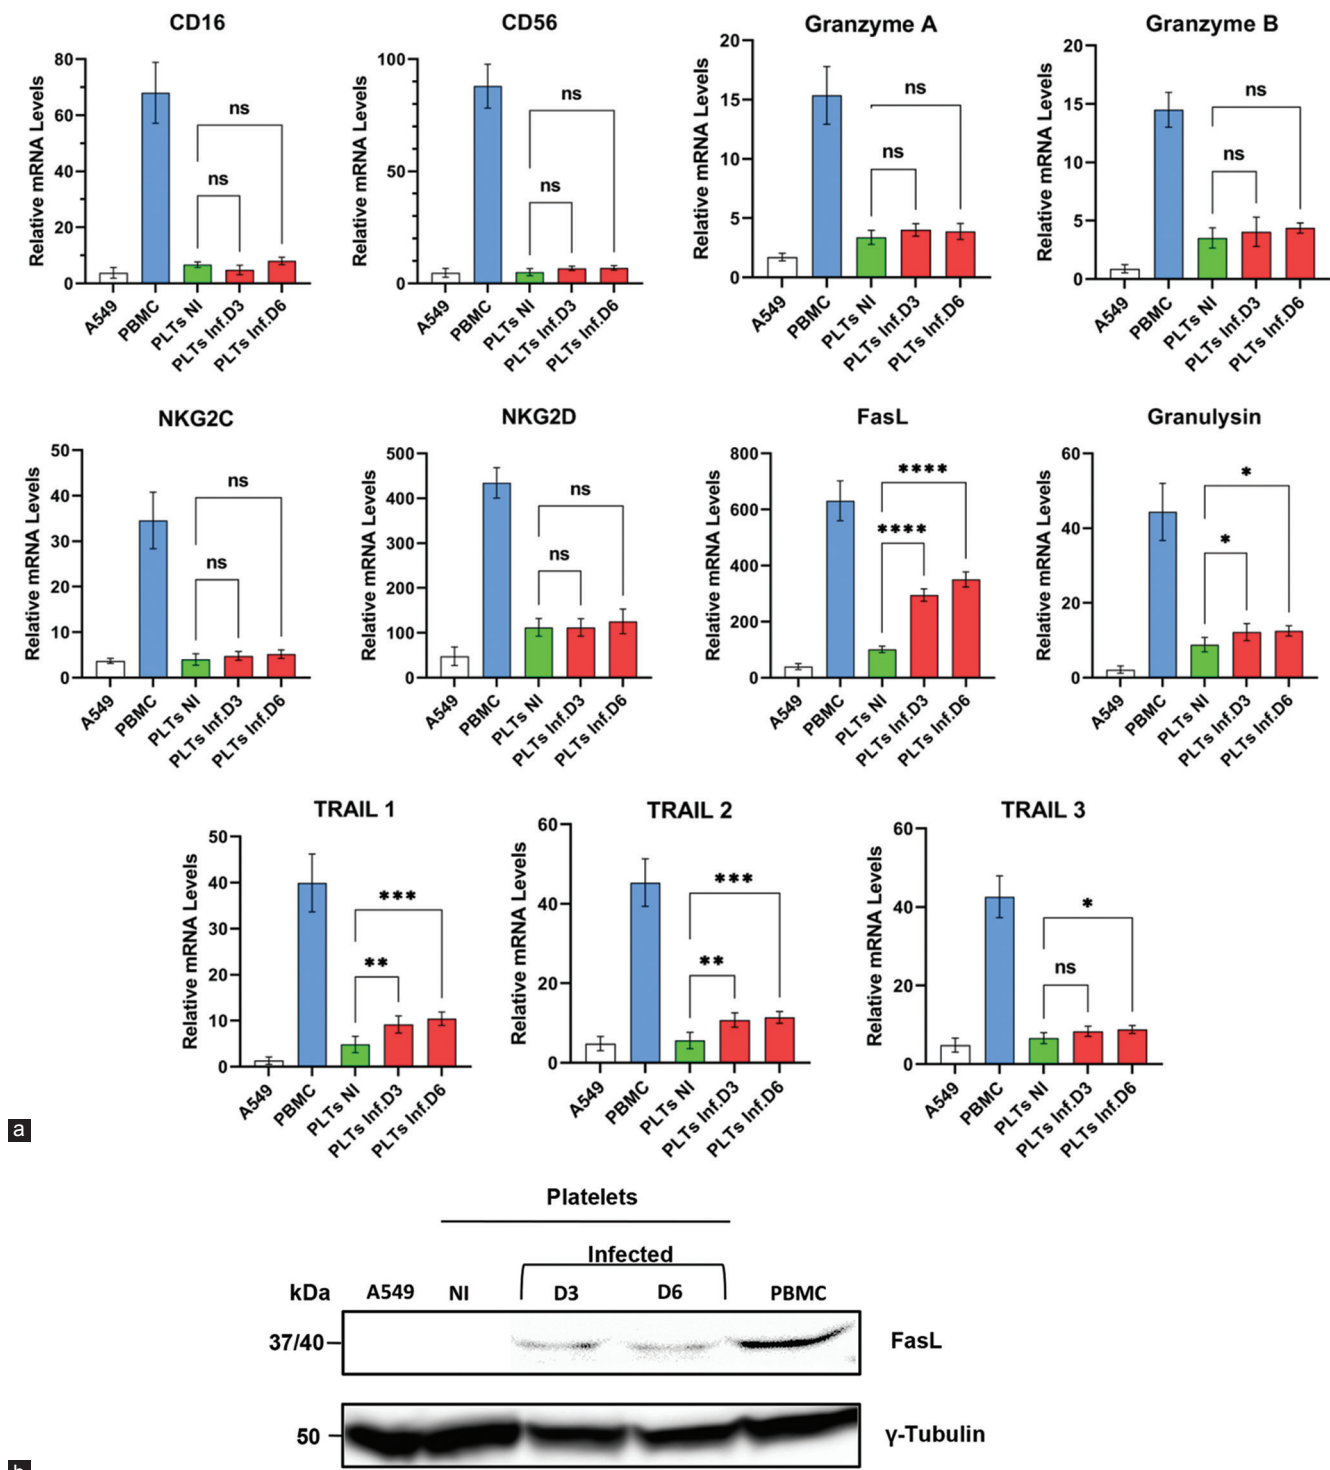 CD16
Relative mRNA Levels
80
60
40
20
0
ns
ns
A549
PBMC
PLTs NI
PLTs Inf.D3
PLTs Inf.D6
CD56
Relative mRNA Levels
100
50
0
ns
ns
A549
PBMC
PLTs NI
PLTs Inf.D3
PLTs Inf.D6
Granzyme A
Relative mRNA Levels
20
15
10
5
0
ns
ns
A549
PBMC
PLTs NI
PLTs Inf.D3
PLTs Inf.D6
Granzyme B
Relative mRNA Levels
20
15
10
5
0
ns
ns
A549
PBMC
PLTs NI
PLTs Inf.D3
PLTs Inf.D6
NKG2C
Relative mRNA Levels
50
40
30
20
10
0
ns
ns
A549
PBMC
PLTs NI
PLTs Inf.D3
PLTs Inf.D6
NKG2D
Relative mRNA Levels
500
400
300
200
100
0
ns
ns
A549
PBMC
PLTs NI
PLTs Inf.D3
PLTs Inf.D6
FasL
Relative mRNA Levels
800
600
400
200
0
****
****
A549
PBMC
PLTs NI
PLTs Inf.D3
PLTs Inf.D6
Granulysin
Relative mRNA Levels
60
40
20
0
*
*
A549
PBMC
PLTs NI
PLTs Inf.D3
PLTs Inf.D6
TRAIL 1
Relative mRNA Levels
50
40
30
20
10
0
***
**
A549
PBMC
PLTs NI
PLTs Inf.D3
PLTs Inf.D6
TRAIL 2
Relative mRNA Levels
60
40
20
0
***
**
A549
PBMC
PLTs NI
PLTs Inf.D3
PLTs Inf.D6
TRAIL 3
Relative mRNA Levels
60
40
20
0
*
ns
A549
PBMC
PLTs NI
PLTs Inf.D3
PLTs Inf.D6
a
Platelets
Infected
kDa A549 NI D3 D6 PBMC
37/40 FasL
50 γ-Tubulin